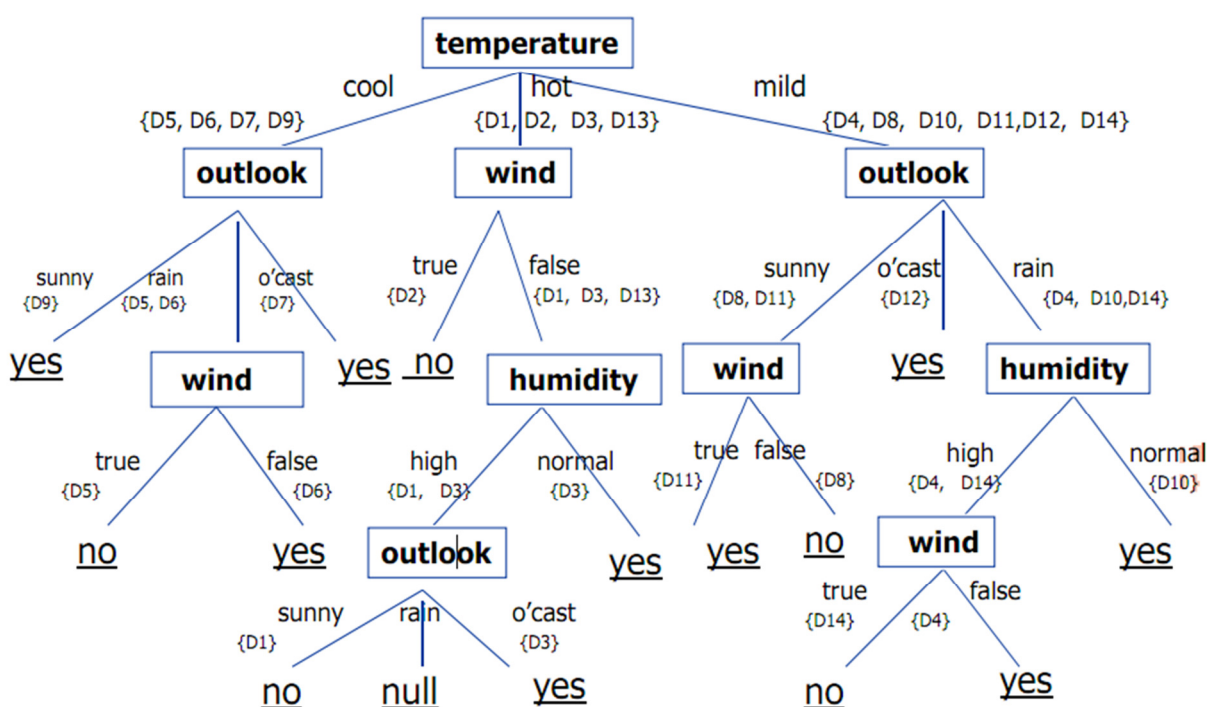 temperature
cool hot mild
{D5, D6, D7, D9} {D1, D2, D3, D13} {D4, D8, D10, D11,D12, D14}
outlook wind outlook
sunny rain o'cast true false sunny o'cast rain
{D9} {D5, D6} {D7} {D2} {D1, D3, D13} {D8, D11} {D12} {D4, D10,D14}
yes wind yes no humidity wind yes humidity
true false high normal true false high normal
{D5} {D6} {D1, D3} {D3} {D11} {D8} {D4, D14} {D10}
no yes outlook yes yes no wind yes
sunny rain o'cast true false
{D1} {D3} {D14} {D4}
no null yes no yes